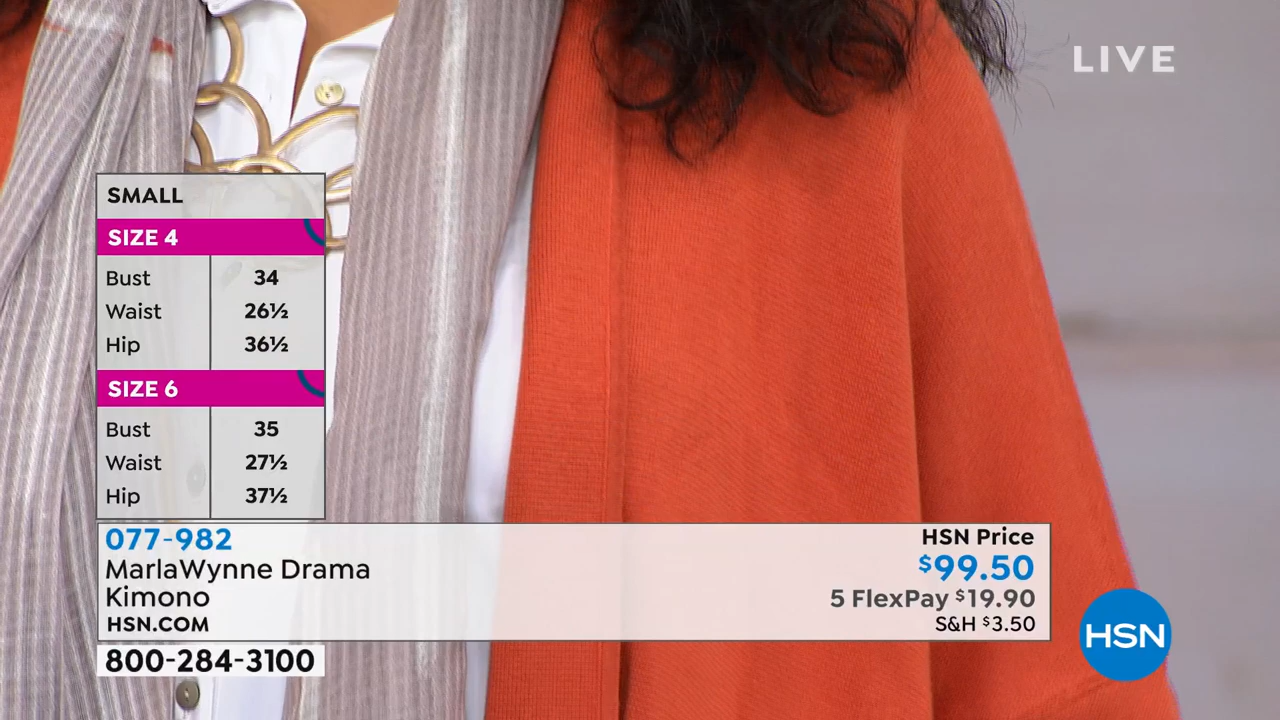 LIVE
SMALL
SIZE 4
Bust 34
Waist 26½
Hip 36½
SIZE 6
Bust 35
Waist 27½
Hip 37½
077-982
MarlaWynne Drama
Kimono
HSN.COM
HSN Price
$99.50
5 FlexPay $19.90
S&H $3.50
800-284-3100
HSN